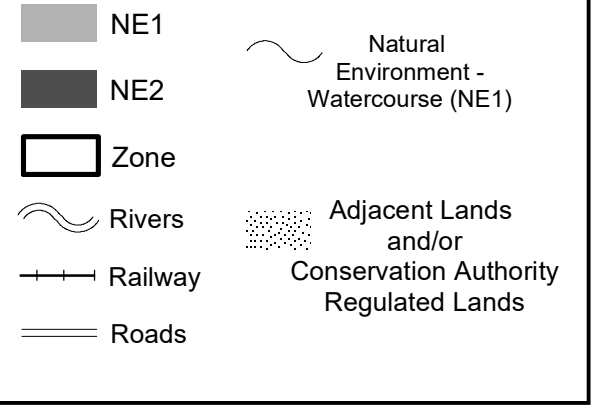 NE1
NE2
Zone
Rivers
Railway
Roads
Natural
Environment -
Watercourse (NE1)
Adjacent Lands
and/or
Conservation Authority
Regulated Lands